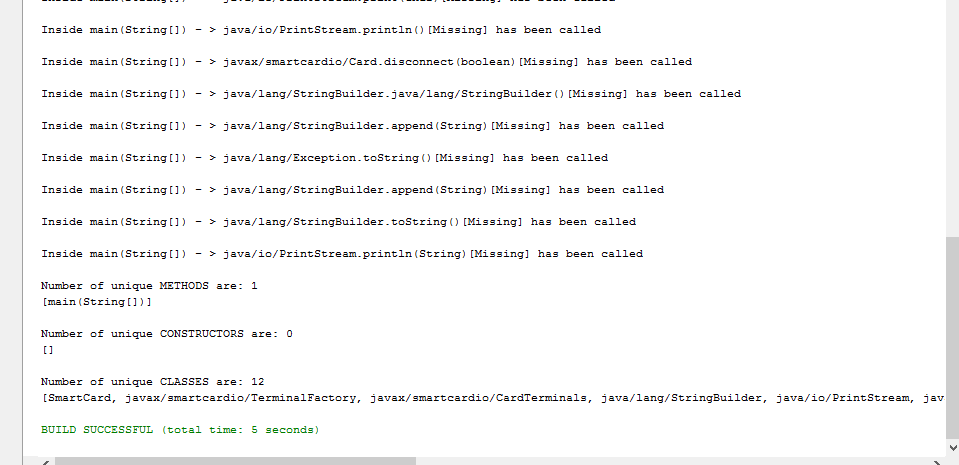 Inside main(String[]) - > java/io/PrintStream.println()[Missing] has been called
Inside main(String[]) - > javax/smartcardio/Card.disconnect(boolean)[Missing] has been called
Inside main(String[]) - > java/lang/StringBuilder.java/lang/StringBuilder()[Missing] has been called
Inside main(String[]) - > java/lang/StringBuilder.append(String)[Missing] has been called
Inside main(String[]) - > java/lang/Exception.toString()[Missing] has been called
Inside main(String[]) - > java/lang/StringBuilder.append(String)[Missing] has been called
Inside main(String[]) - > java/lang/StringBuilder.toString()[Missing] has been called
Inside main(String[]) - > java/io/PrintStream.println(String)[Missing] has been called
Number of unique METHODS are: 1
[main(String[])]
Number of unique CONSTRUCTORS are: 0
[]
Number of unique CLASSES are: 12
[SmartCard, javax/smartcardio/TerminalFactory, javax/smartcardio/CardTerminals, java/lang/StringBuilder, java/io/PrintStream, jav
BUILD SUCCESSFUL (total time: 5 seconds)